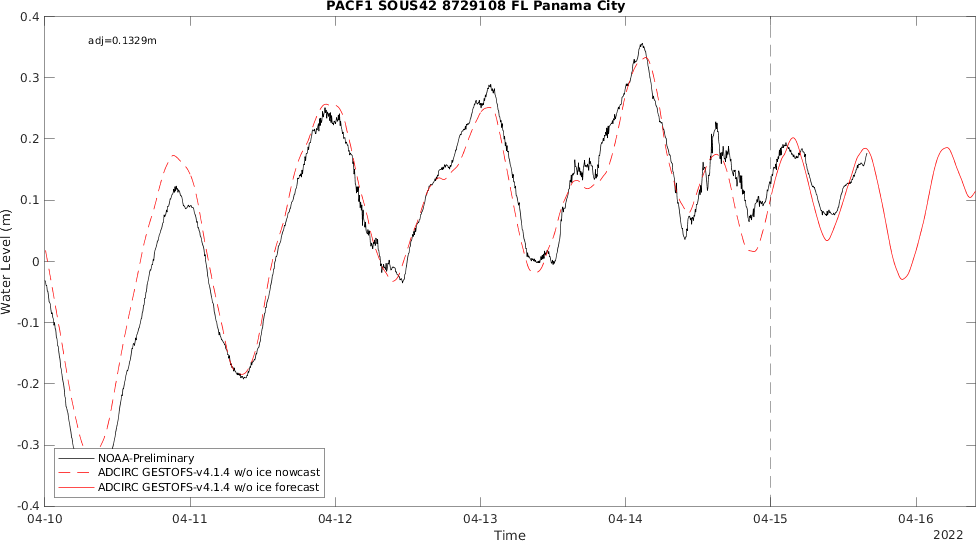 PACF1 SOUS42 8729108 FL Panama City
adj=0.1329m
0.4
0.3
0.2
0.1
0
-0.1
-0.2
-0.3
-0.4
Water Level (m)
NOAA-Preliminary
ADCIRC GESTOFS-v4.1.4 w/o ice nowcast
ADCIRC GESTOFS-v4.1.4 w/o ice forecast
04-10 04-11 04-12 04-13 04-14 04-15 04-16
Time
2022